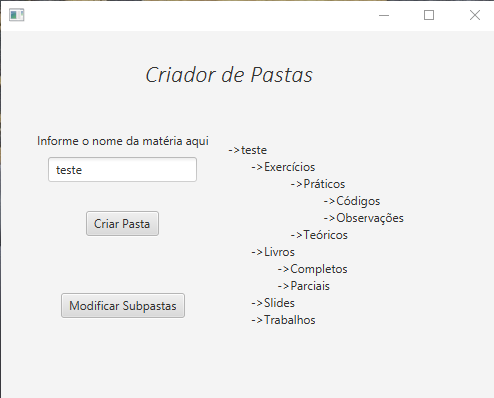 Criador de Pastas
Informe o nome da matéria aqui
teste
Criar Pasta
Modificar Subpastas
->teste
->Exercícios
->Práticos
->Códigos
->Observações
->Teóricos
->Livros
->Completos
->Parciais
->Slides
->Trabalhos